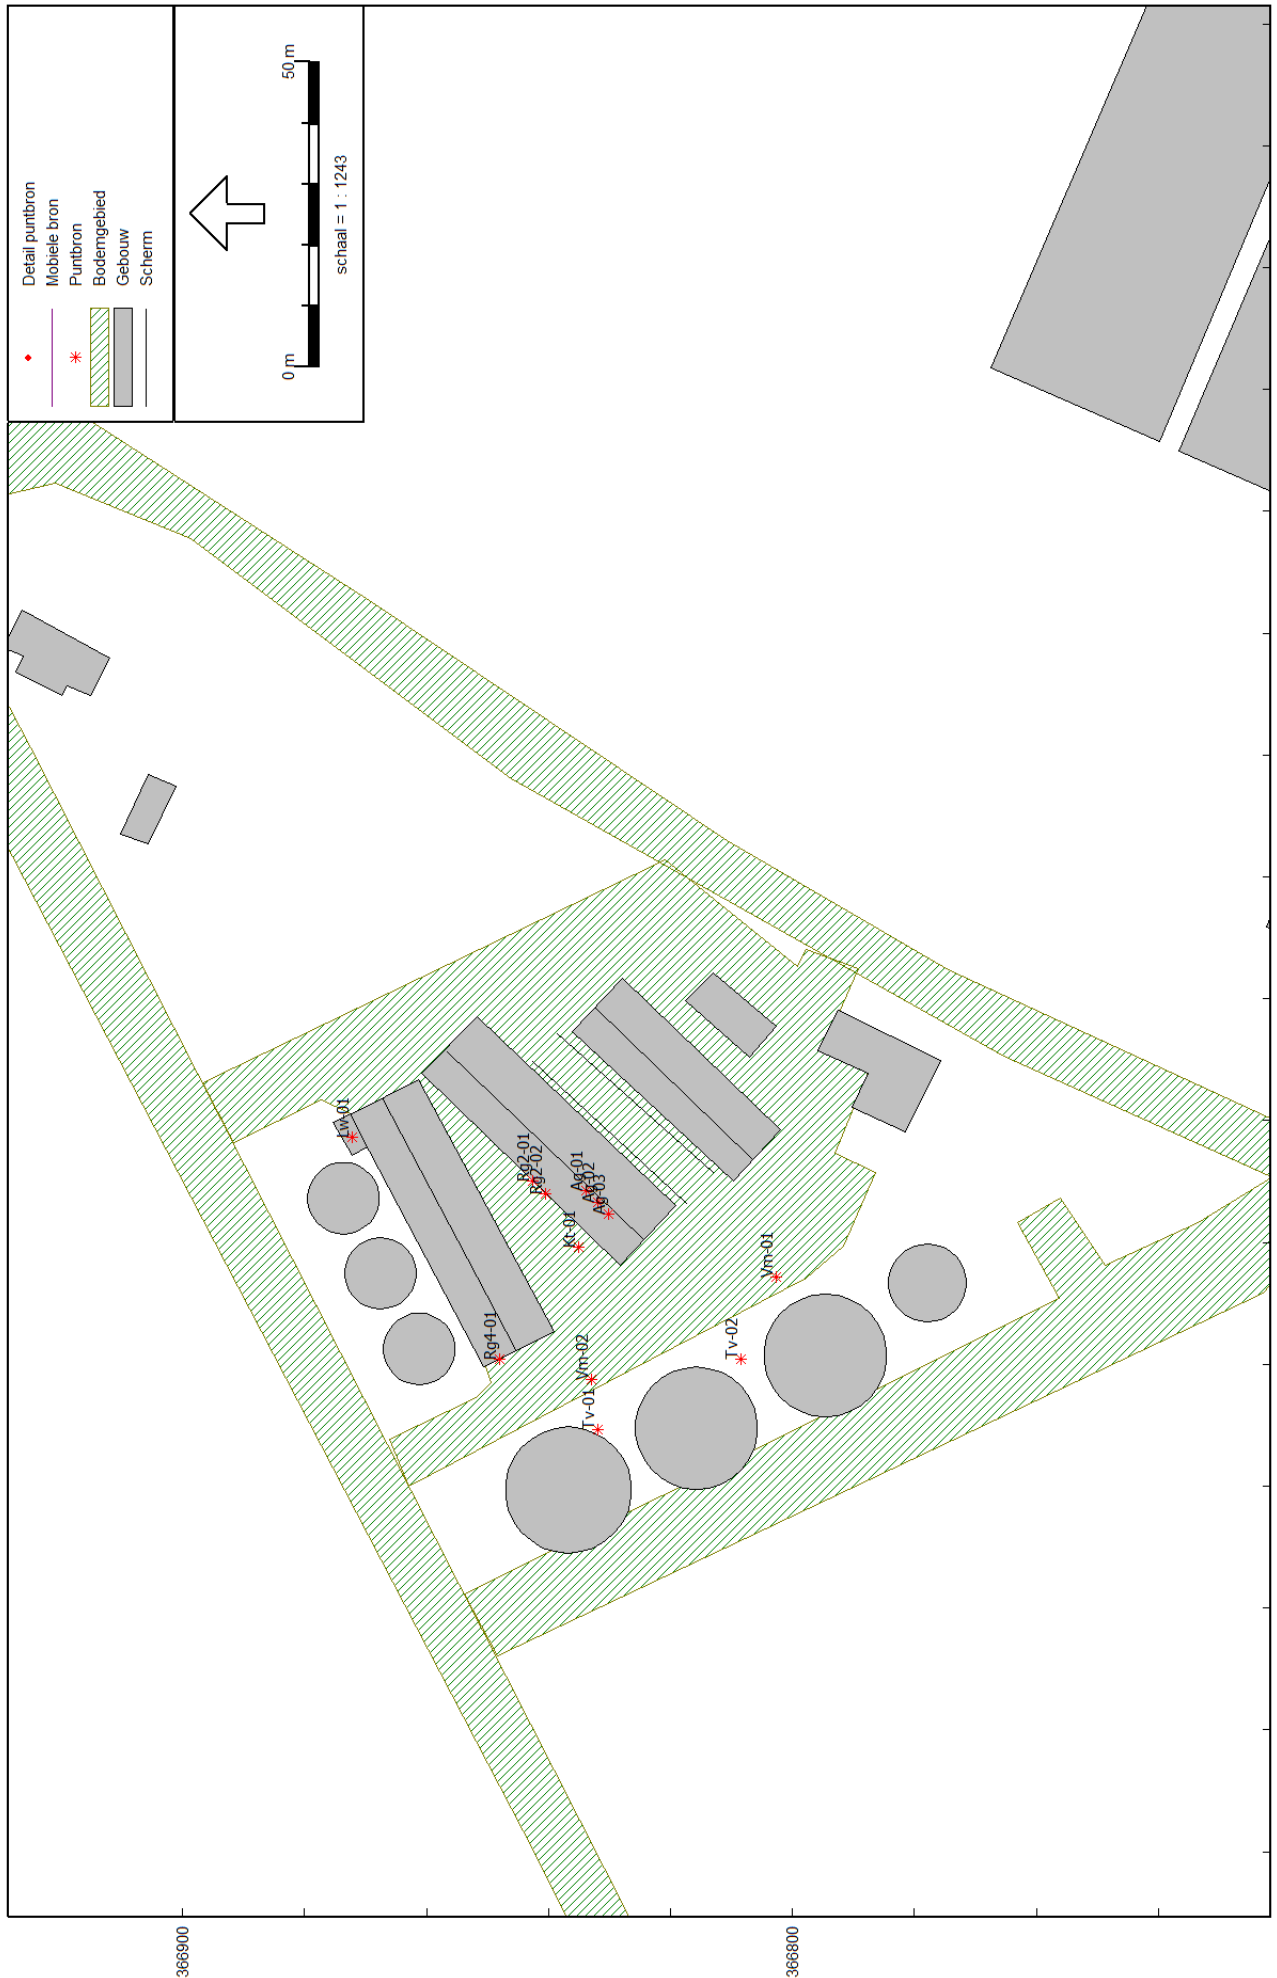 Detail puntbron
Mobiele bron
Puntbron
Bodemgebied
Gebouw
Scherm
0 m
50 m
schaal = 1 : 1243
Lw-01
Rg2-01
Rg2-02
Ag-01
Ag-02
Ag-03
Kt-01
Vm-01
Rg4-01
Vm-02
Tv-02
Tv-01
366900
366800